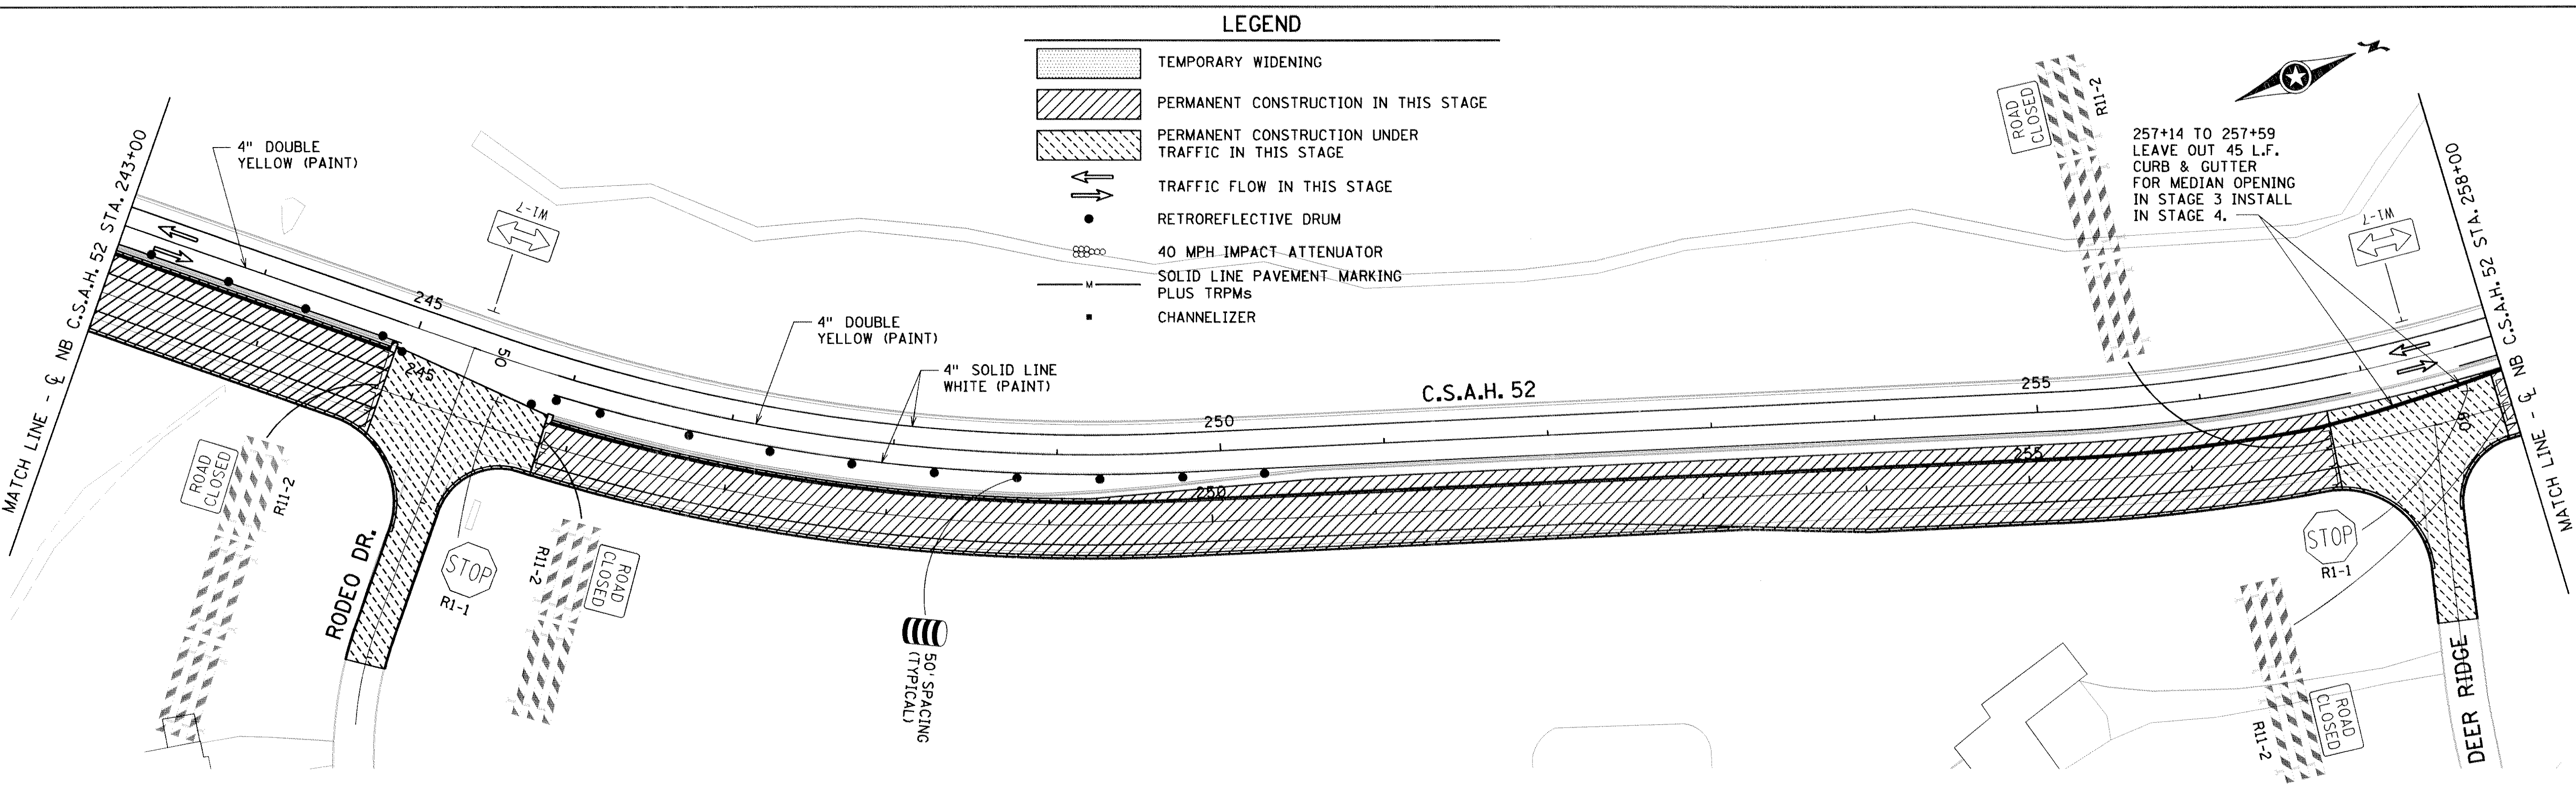 LEGEND
TEMPORARY WIDENING
PERMANENT CONSTRUCTION IN THIS STAGE
PERMANENT CONSTRUCTION UNDER
TRAFFIC IN THIS STAGE
TRAFFIC FLOW IN THIS STAGE
RETROREFLECTIVE DRUM
40 MPH IMPACT ATTENUATOR
M
SOLID LINE PAVEMENT MARKING
PLUS TRPMs
CHANNELIZER
MATCH LINE - ℄ NB C.S.A.H. 52 STA. 243+00
4" DOUBLE
YELLOW (PAINT)
W1-7
245
50
245
ROAD
CLOSED
R11-2
RODEO DR.
STOP
R1-1
R11-2
ROAD
CLOSED
4" DOUBLE
YELLOW (PAINT)
4" SOLID LINE
WHITE (PAINT)
250
250
50' SPACING
(TYPICAL)
C.S.A.H. 52
255
255
ROAD
CLOSED
R11-2
257+14 TO 257+59
LEAVE OUT 45 L.F.
CURB & GUTTER
FOR MEDIAN OPENING
IN STAGE 3 INSTALL
IN STAGE 4.
W1-7
60
STOP
R1-1
R11-2
ROAD
CLOSED
DEER RIDGE
MATCH LINE - ℄ NB C.S.A.H. 52 STA. 258+00